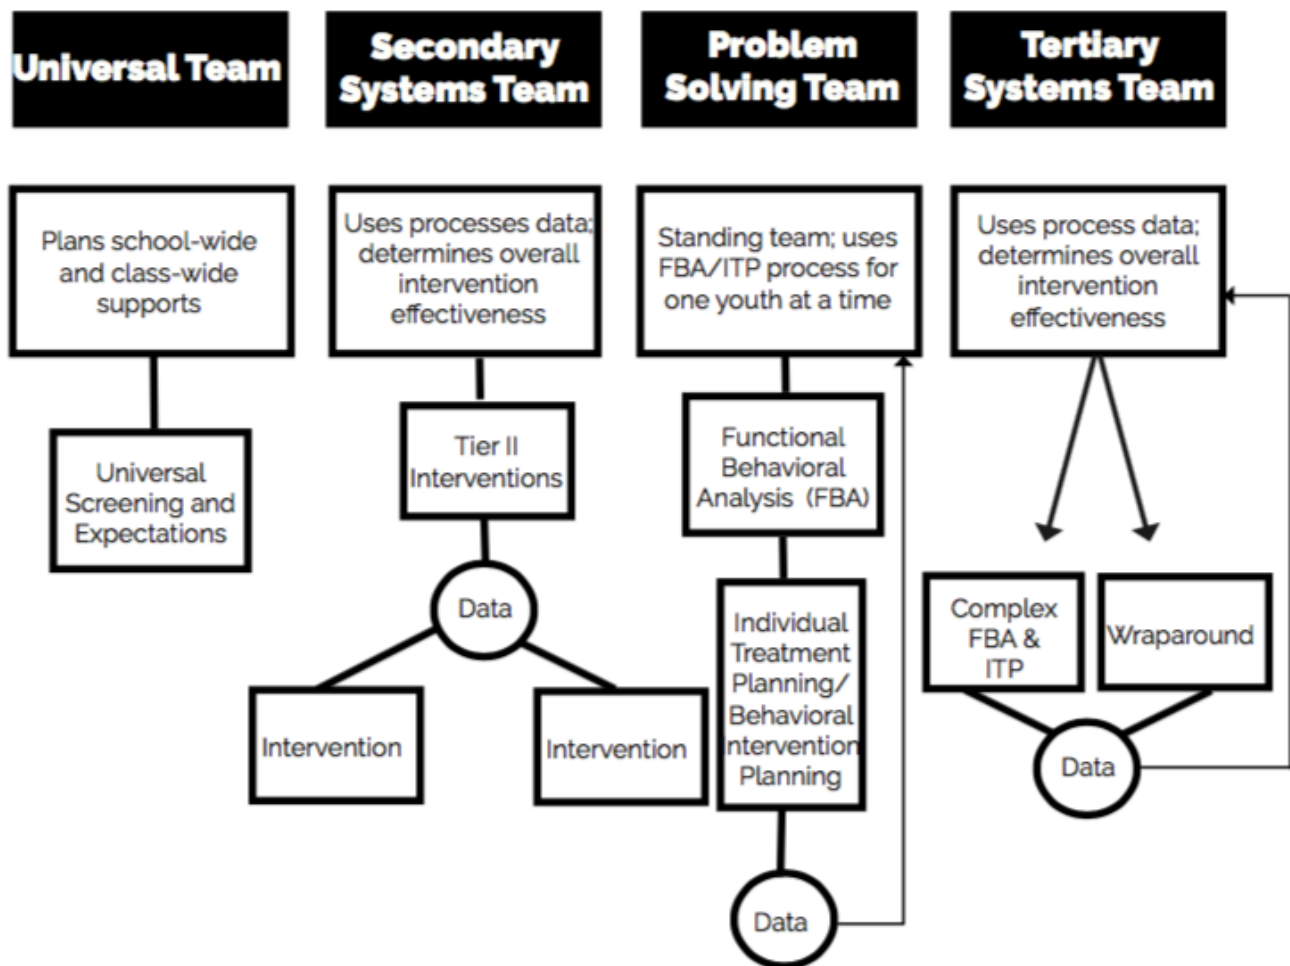 Universal Team
Secondary
Systems Team
Problem
Solving Team
Tertiary
Systems Team
Plans school-wide
and class-wide
supports
Universal
Screening and
Expectations
Uses processes data;
determines overall
intervention
effectiveness
Tier II
Interventions
Data
Intervention
Intervention
Standing team; uses
FBA/ITP process for
one youth at a time
Functional
Behavioral
Analysis (FBA)
Individual
Treatment
Planning/
Behavioral
Intervention
Planning
Data
Uses process data;
determines overall
intervention
effectiveness
Complex
FBA &
ITP
Wraparound
Data